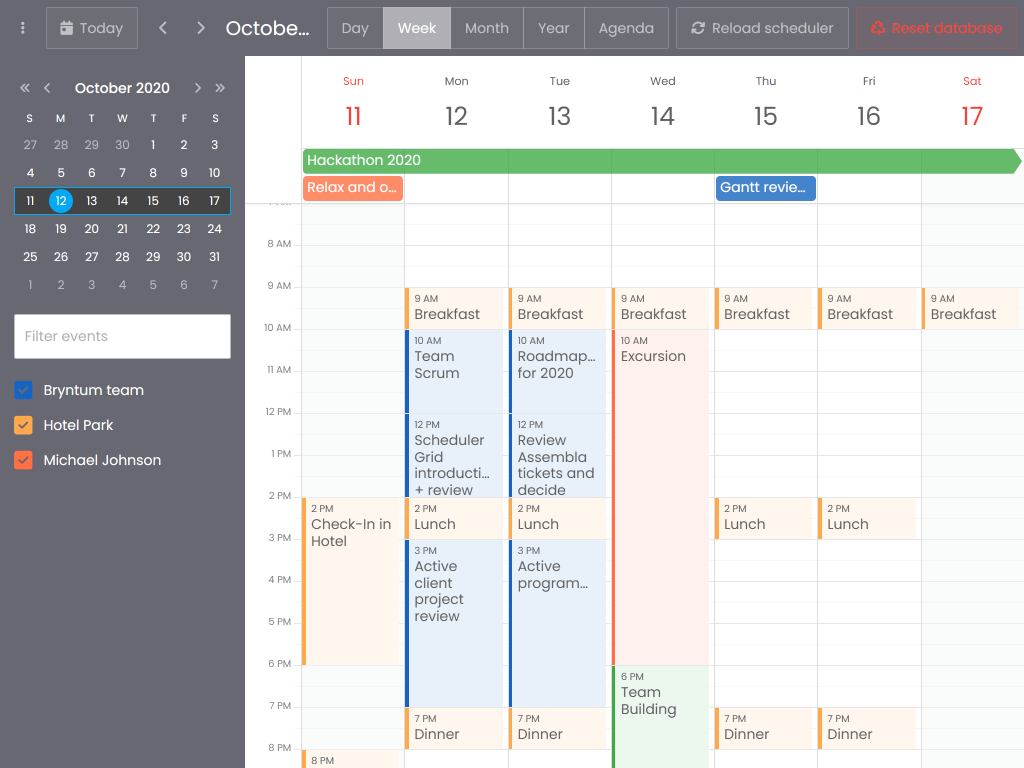 Today
Octobe...
Day
Week
Month
Year
Agenda
Reload scheduler
Reset database
October 2020
S M T W T F S
27 28 29 30 1 2 3
4 5 6 7 8 9 10
11 12 13 14 15 16 17
18 19 20 21 22 23 24
25 26 27 28 29 30 31
1 2 3 4 5 6 7
Filter events
Bryntum team
Hotel Park
Michael Johnson
Sun Mon Tue Wed Thu Fri Sat
11 12 13 14 15 16 17
Hackathon 2020
Relax and o...
Gantt revie...
8 AM
9 AM
10 AM
11 AM
12 PM
1 PM
2 PM
3 PM
4 PM
5 PM
6 PM
7 PM
8 PM
2 PM
Check-In in
Hotel
8 PM
9 AM
Breakfast
10 AM
Team
Scrum
12 PM
Scheduler
Grid
introducti...
+ review
2 PM
Lunch
3 PM
Active
client
project
review
7 PM
Dinner
9 AM
Breakfast
10 AM
Roadmap...
for 2020
12 PM
Review
Assembla
tickets and
decide
2 PM
Lunch
3 PM
Active
program...
7 PM
Dinner
9 AM
Breakfast
10 AM
Excursion
6 PM
Team
Building
9 AM
Breakfast
2 PM
Lunch
7 PM
Dinner
9 AM
Breakfast
2 PM
Lunch
7 PM
Dinner
9 AM
Breakfast